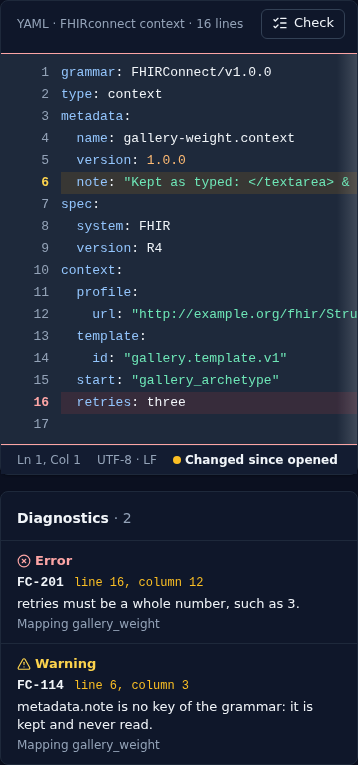 YAML · FHIRconnect context · 16 lines
Check
1 grammar: FHIRConnect/v1.0.0
2 type: context
3 metadata:
4 name: gallery-weight.context
5 version: 1.0.0
6 note: "Kept as typed: </textarea> &
7 spec:
8 system: FHIR
9 version: R4
10 context:
11 profile:
12 url: "http://example.org/fhir/Stru
13 template:
14 id: "gallery.template.v1"
15 start: "gallery_archetype"
16 retries: three
17
Ln 1, Col 1 UTF-8 · LF Changed since opened
Diagnostics · 2
Error
FC-201 line 16, column 12
retries must be a whole number, such as 3.
Mapping gallery_weight
Warning
FC-114 line 6, column 3
metadata.note is no key of the grammar: it is
kept and never read.
Mapping gallery_weight